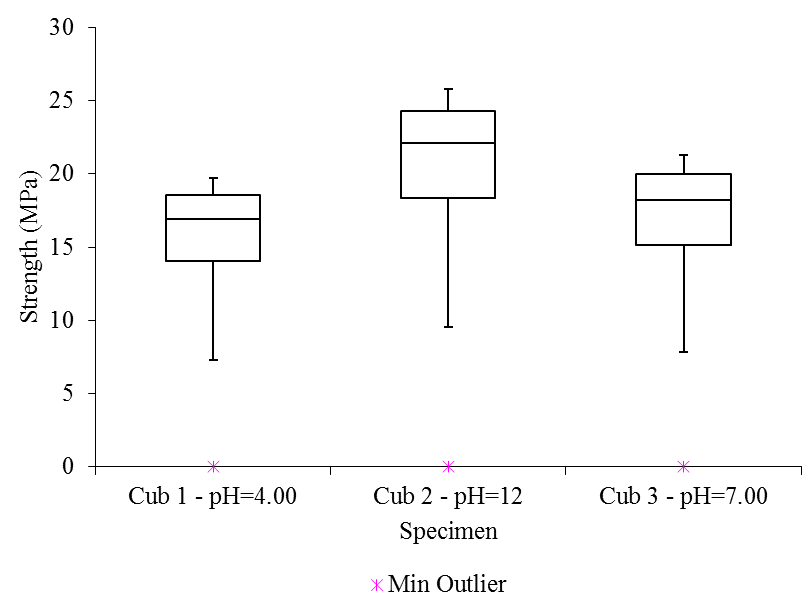 30
25
20
15
10
5
0
Strength (MPa)
Cub 1 - pH=4.00 Cub 2 - pH=12 Cub 3 - pH=7.00
Specimen
Min Outlier